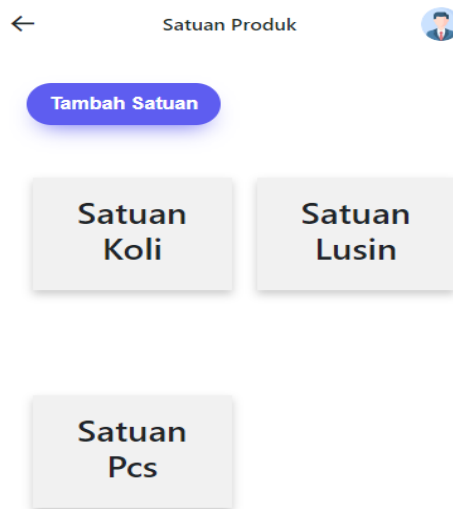 Satuan Produk
Tambah Satuan
Satuan
Koli
Satuan
Lusin
Satuan
Pcs